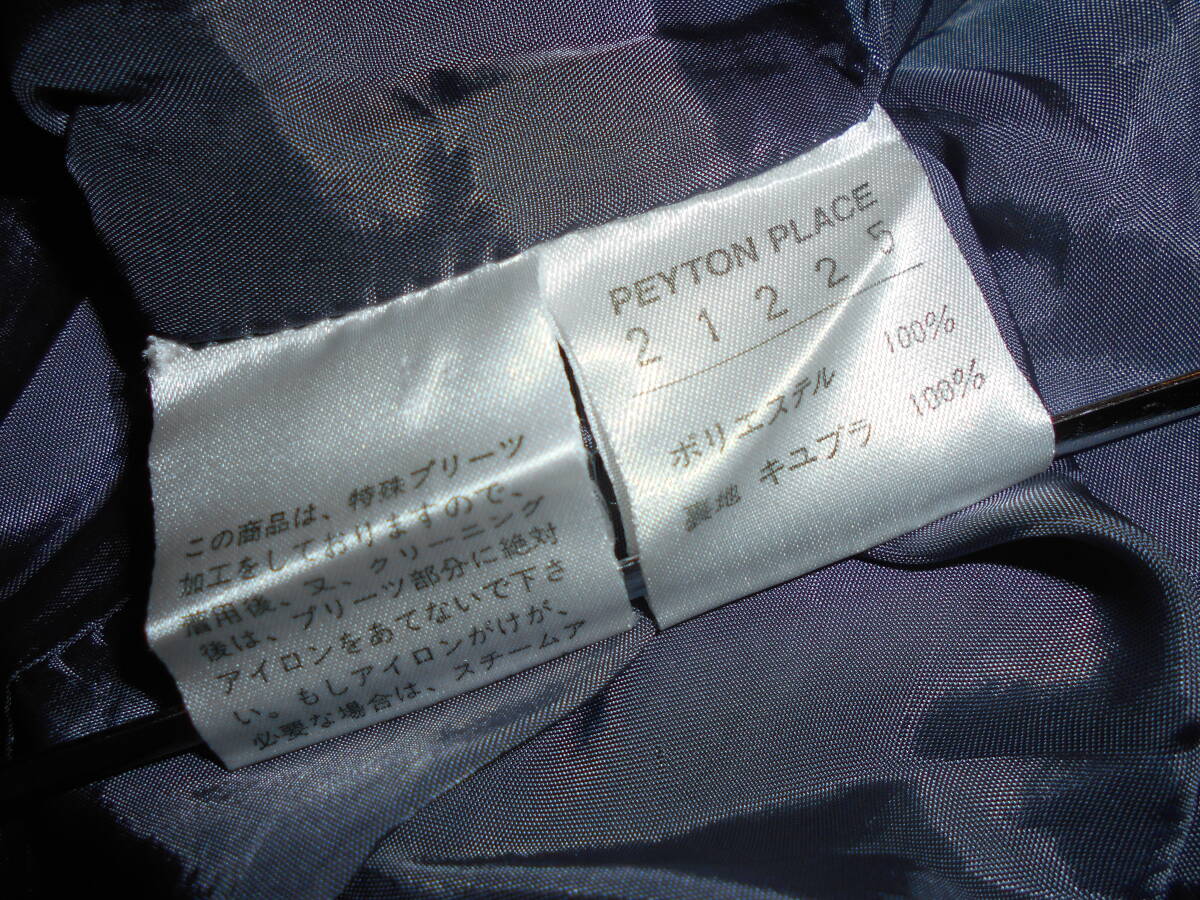 この商品は、特殊プリーツ
加工をしておりますので、
着用後、又、クリーニング
後は、プリーツ部分に絶対
アイロンをあてないで下さ
い。もしアイロンがけが、
必要な場合は、スチームア
PEYTON PLACE
2 1 2 2 5
ポリエステル 100%
裏地 キユプラ 100%